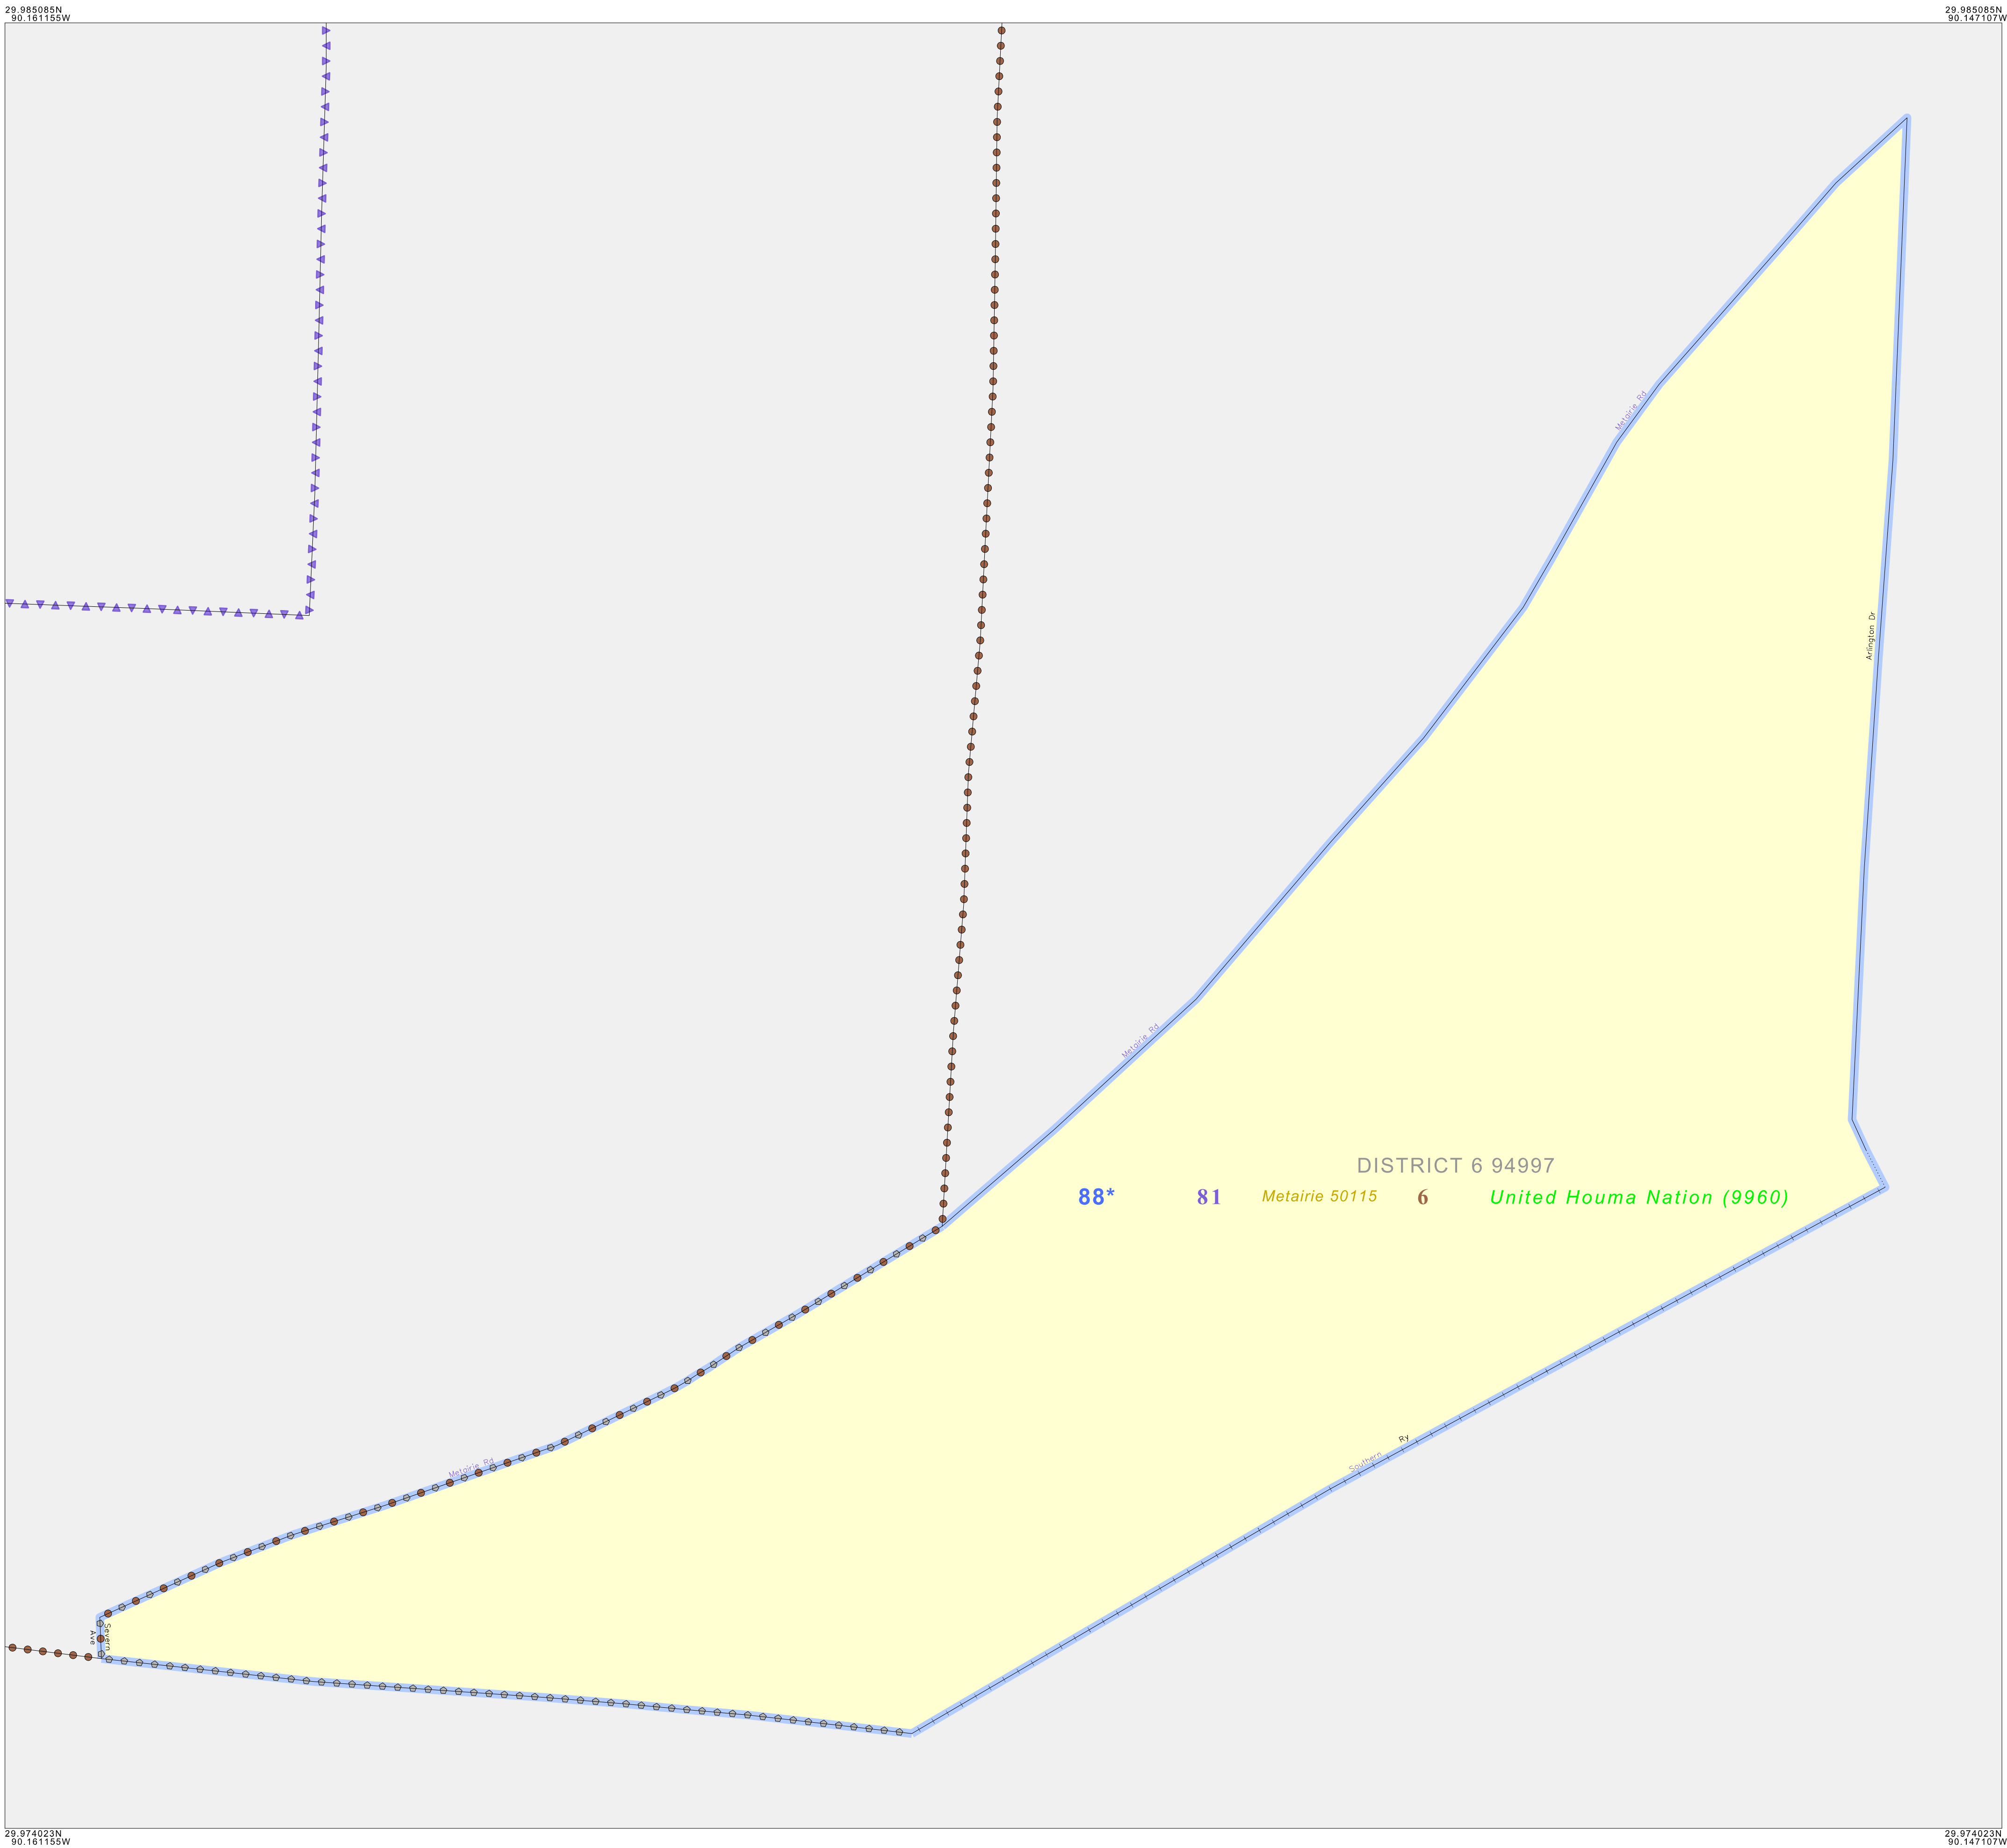 29.985085N
90.161155W
29.985085N
90.147107W
Metairie Rd
Arlington Dr
Metairie Rd
DISTRICT 6 94997
88*
81
Metairie 50115
6
United Houma Nation (9960)
Southern
Ry
Metairie Rd
Severn
Ave
29.974023N
90.161155W
29.974023N
90.147107W